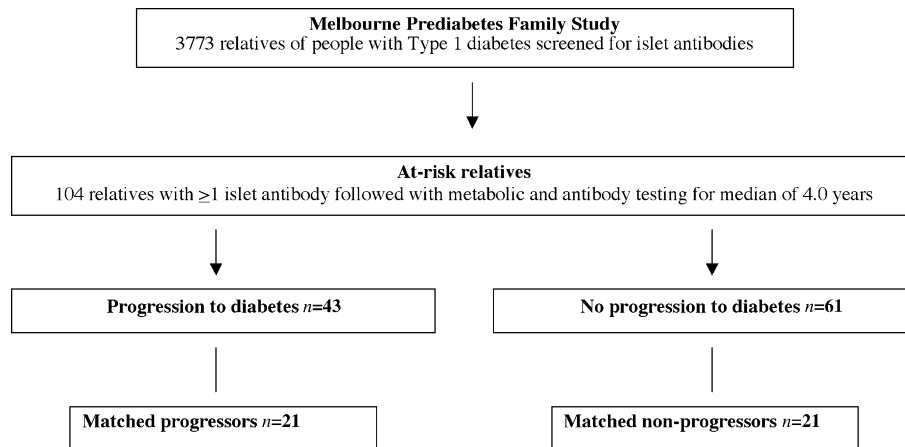 Melbourne Prediabetes Family Study
3773 relatives of people with Type 1 diabetes screened for islet antibodies
At-risk relatives
104 relatives with ≥1 islet antibody followed with metabolic and antibody testing for median of 4.0 years
Progression to diabetes n=43
No progression to diabetes n=61
Matched progressors n=21
Matched non-progressors n=21